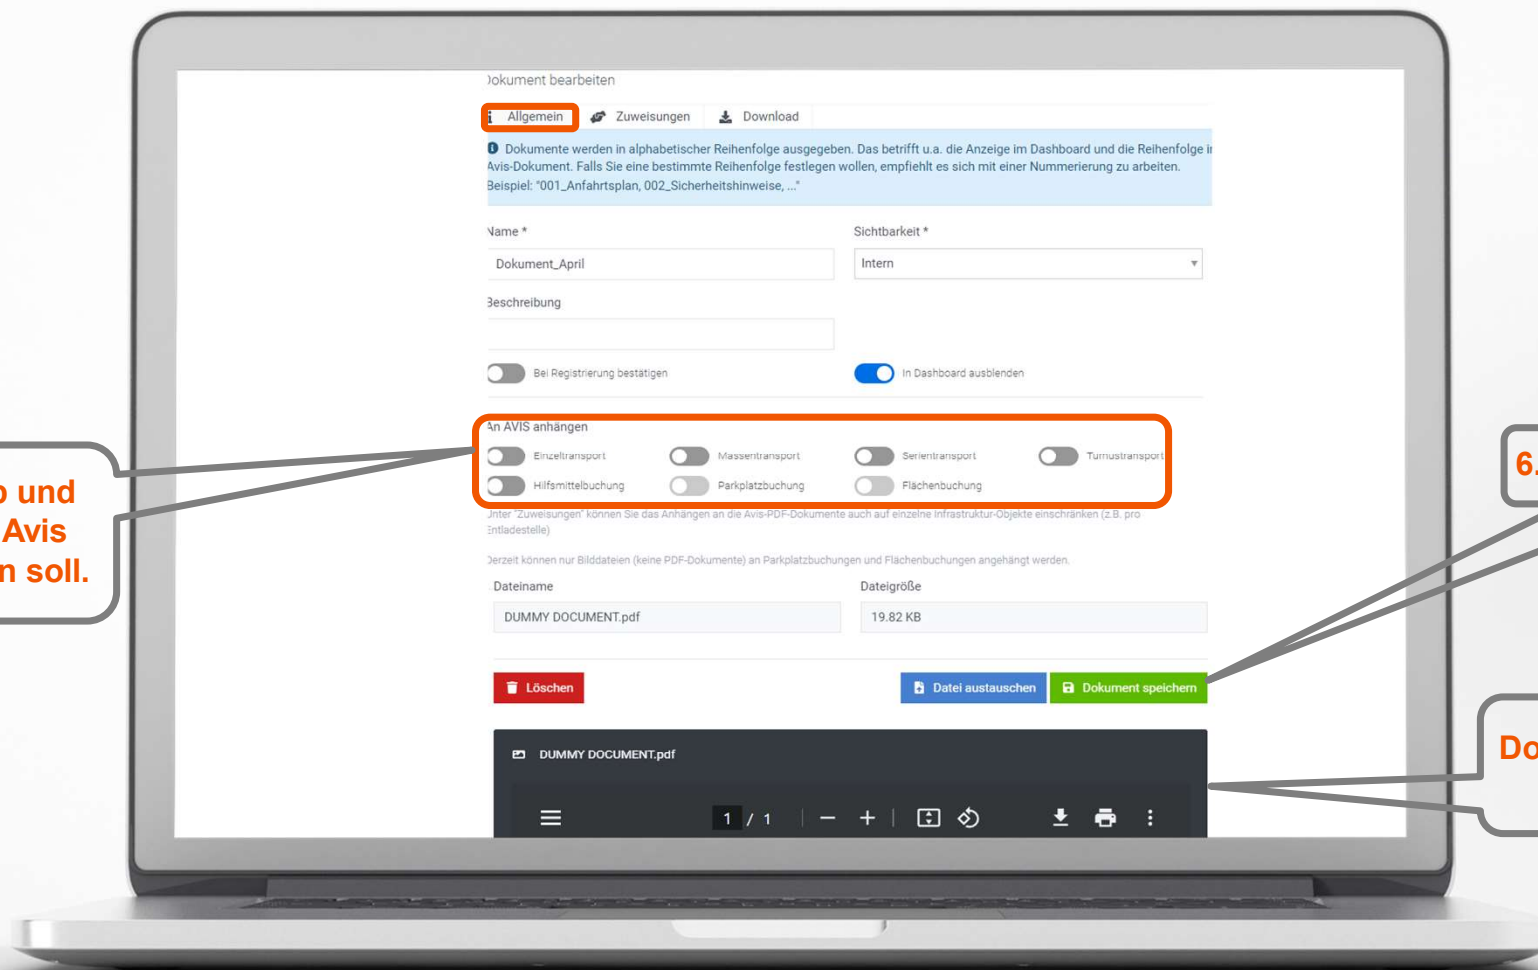 Dokument bearbeiten
Allgemein Zuweisungen Download
Dokumente werden in alphabetischer Reihenfolge ausgegeben. Das betrifft u.a. die Anzeige im Dashboard und die Reihenfolge
Avis-Dokument. Falls Sie eine bestimmte Reihenfolge festlegen wollen, empfiehlt es sich mit einer Nummerierung zu arbeiten.
Beispiel: "001_Anfahrtsplan, 002_Sicherheitshinweise, ..."
Name * Sichtbarkeit *
Dokument_April Intern
Beschreibung
Bei Registrierung bestätigen In Dashboard ausblenden
An AVIS anhängen
Einzeltransport Massentransport Serientransport Turnustransport
Hilfsmittelbuchung Parkplatzbuchung Flächenbuchung
Unter "Zuweisungen" können Sie das Anhängen an die Avis-PDF-Dokumente auch auf einzelne Infrastruktur-Objekte einschränken (z.B. pro
Entladestelle)
Derzeit können nur Bilddateien (keine PDF-Dokumente) an Parkplatzbuchungen und Flächenbuchungen angehängt werden.
Dateiname Dateigröße
DUMMY DOCUMENT.pdf 19.82 KB
Löschen Datei austauschen Dokument speichern
DUMMY DOCUMENT.pdf
1 / 1
und
Avis
soll.
6.